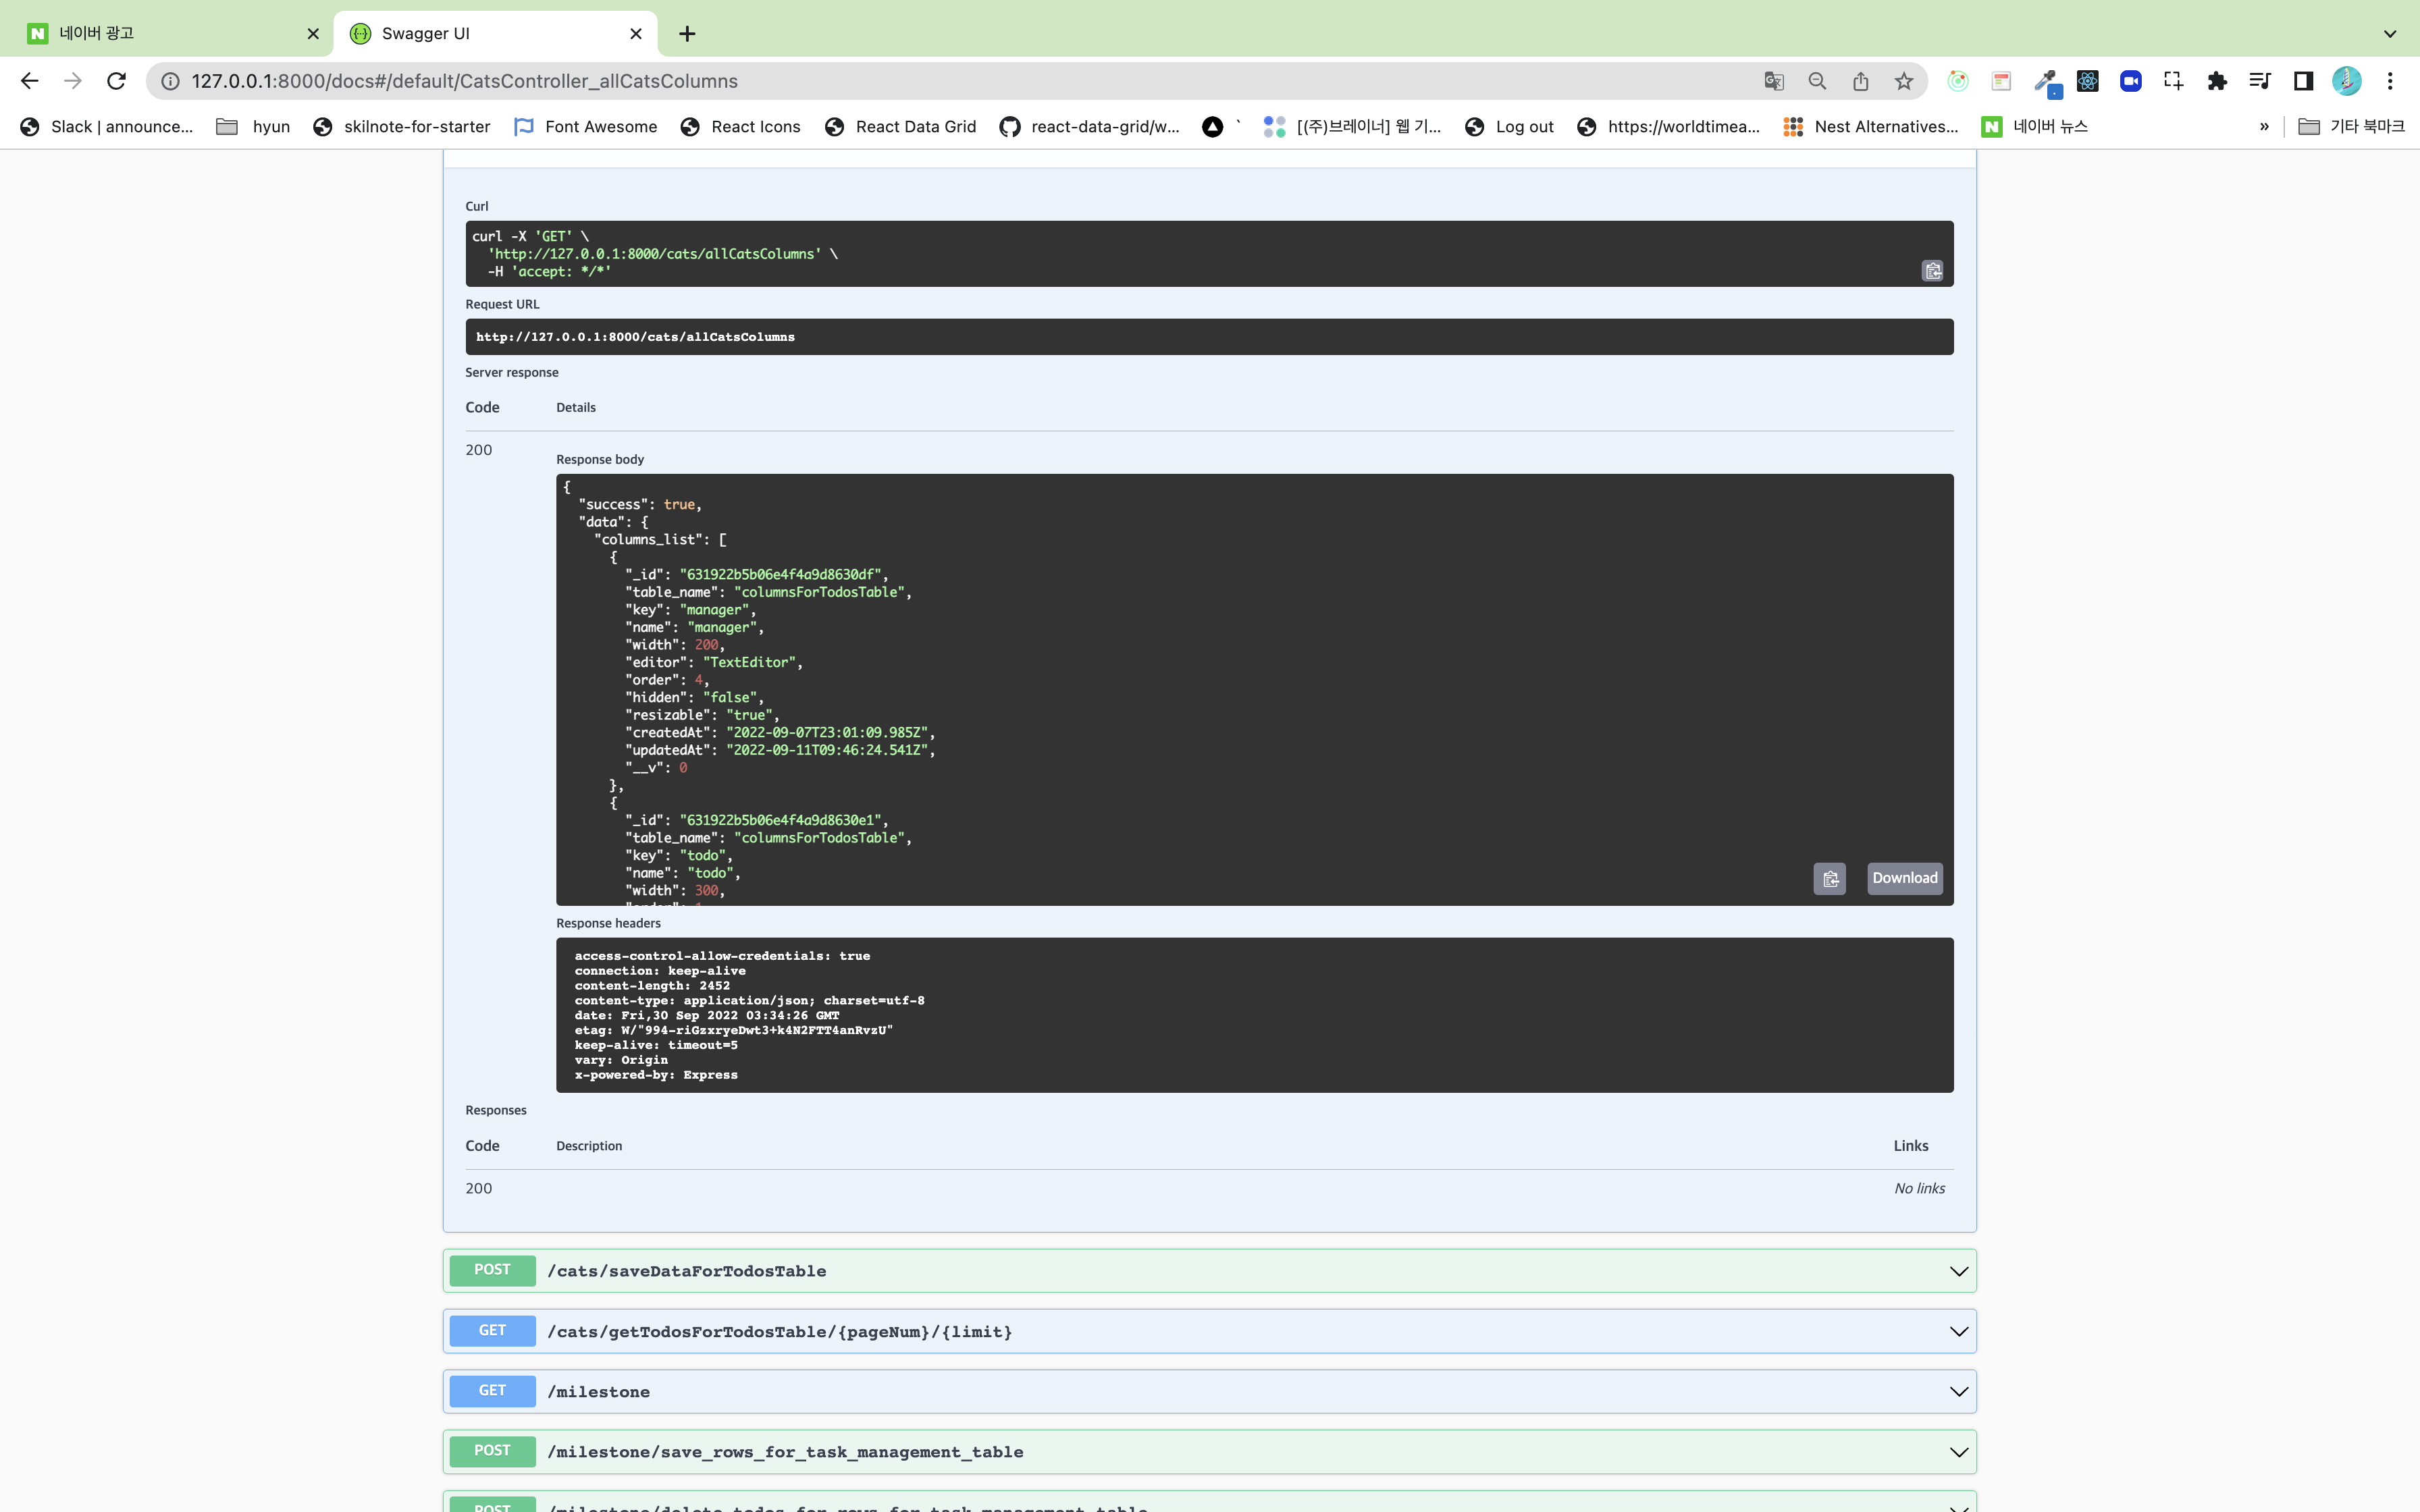 네이버 광고
Swagger UI
127.0.0.1:8000/docs#/default/CatsController_allCatsColumns
Slack | announce...
hyun
skilnote-for-starter
Font Awesome
React Icons
React Data Grid
react-data-grid/w...
`
[(주)브레이너] 웹 기...
Log out
https://worldtimea...
Nest Alternatives...
네이버 뉴스
»
기타 북마크
Curl
curl -X 'GET' \
'http://127.0.0.1:8000/cats/allCatsColumns' \
-H 'accept: */*'
Request URL
http://127.0.0.1:8000/cats/allCatsColumns
Server response
Code Details
200
Response body
{
"success": true,
"data": {
"columns_list": [
{
"_id": "631922b5b06e4f4a9d8630df",
"table_name": "columnsForTodosTable",
"key": "manager",
"name": "manager",
"width": 200,
"editor": "TextEditor",
"order": 4,
"hidden": "false",
"resizable": "true",
"createdAt": "2022-09-07T23:01:09.985Z",
"updatedAt": "2022-09-11T09:46:24.541Z",
"__v": 0
},
{
"_id": "631922b5b06e4f4a9d8630e1",
"table_name": "columnsForTodosTable",
"key": "todo",
"name": "todo",
"width": 300,
Download
Response headers
access-control-allow-credentials: true
connection: keep-alive
content-length: 2452
content-type: application/json; charset=utf-8
date: Fri,30 Sep 2022 03:34:26 GMT
etag: W/"994-riGzxryeDwt3+k4N2FTT4anRvzU"
keep-alive: timeout=5
vary: Origin
x-powered-by: Express
Responses
Code Description Links
200 No links
POST /cats/saveDataForTodosTable
GET /cats/getTodosForTodosTable/{pageNum}/{limit}
GET /milestone
POST /milestone/save_rows_for_task_management_table
POST /milestone/delete_todos_for_rows_for_task_management_table